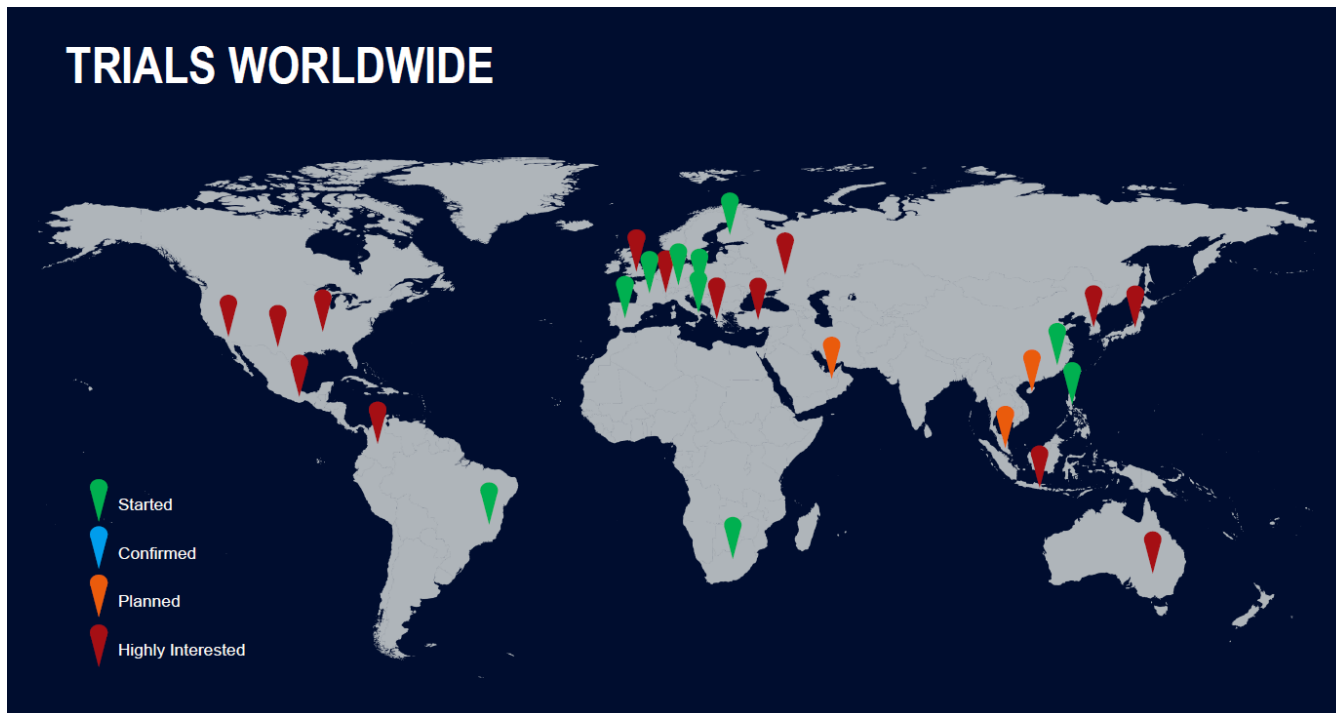 TRIALS WORLDWIDE
Started
Confirmed
Planned
Highly Interested